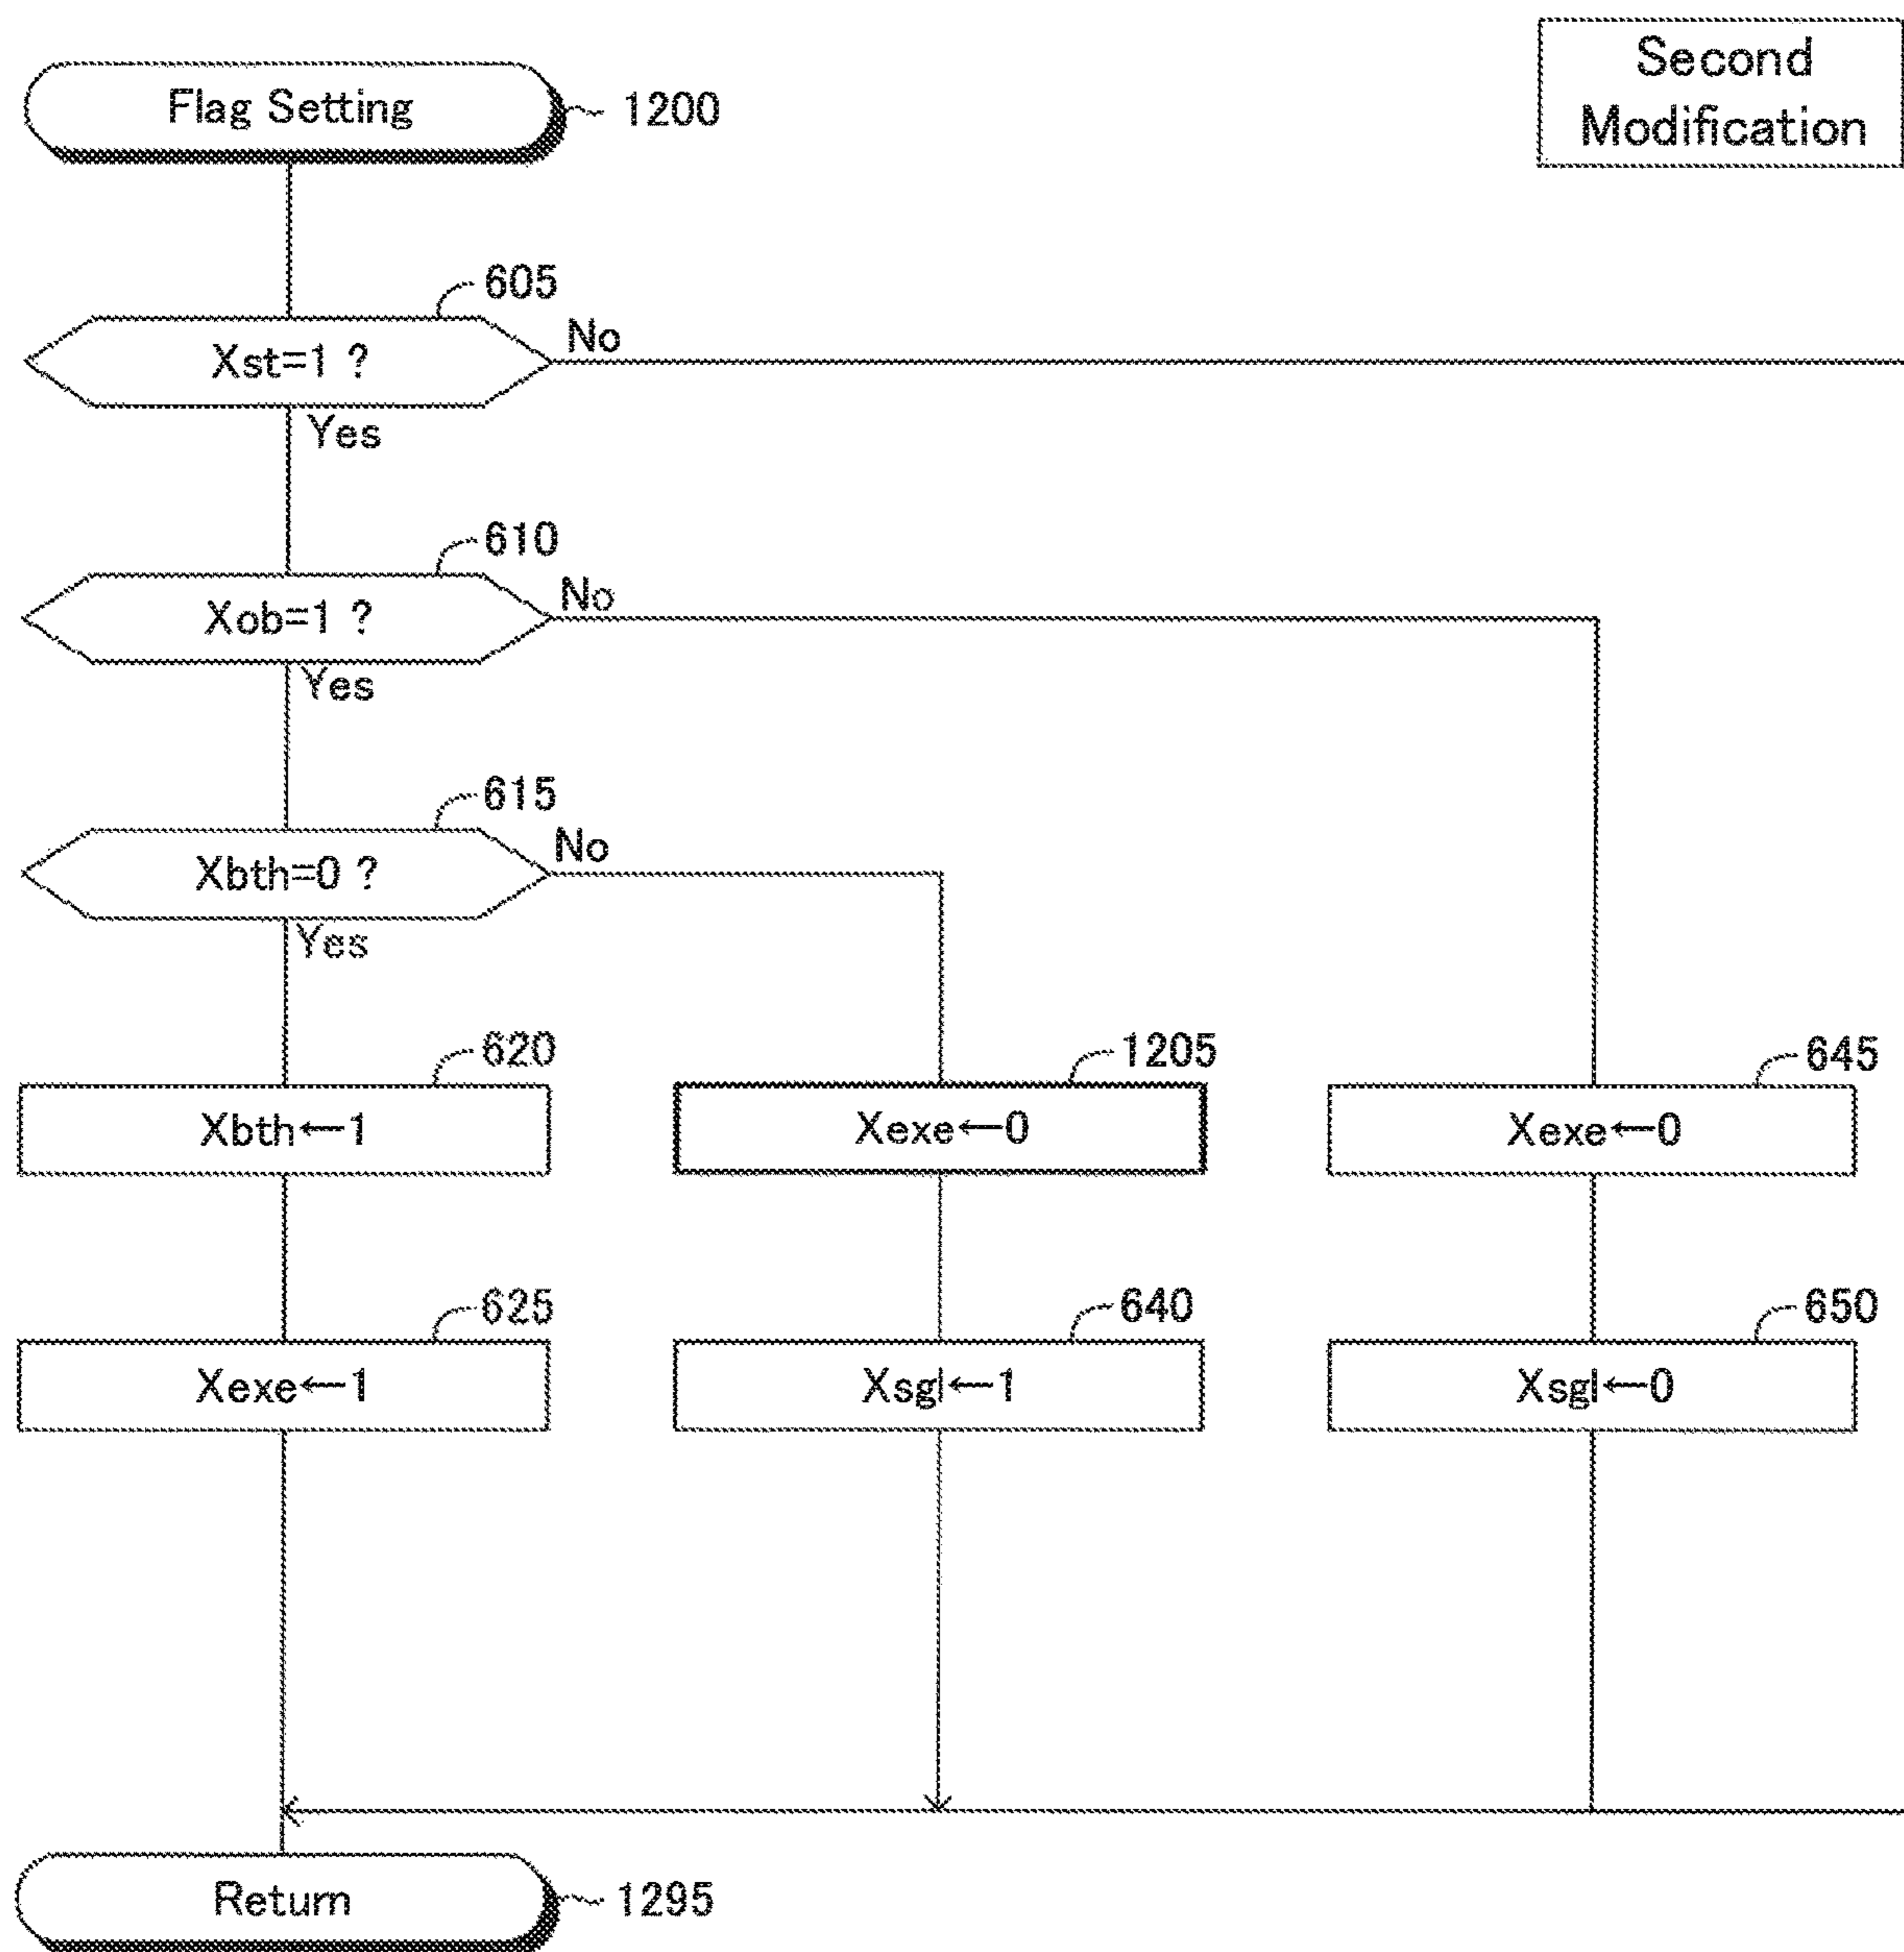 Second
Modification
Flag Setting
1200
605
Xst=1 ?
No
Yes
610
Xob=1 ?
No
Yes
615
Xbth=0 ?
No
Yes
620
1205
645
Xbth←1
Xexe←0
Xexe←0
625
640
650
Xexe←1
Xsgl←1
Xsgl←0
Return
1295